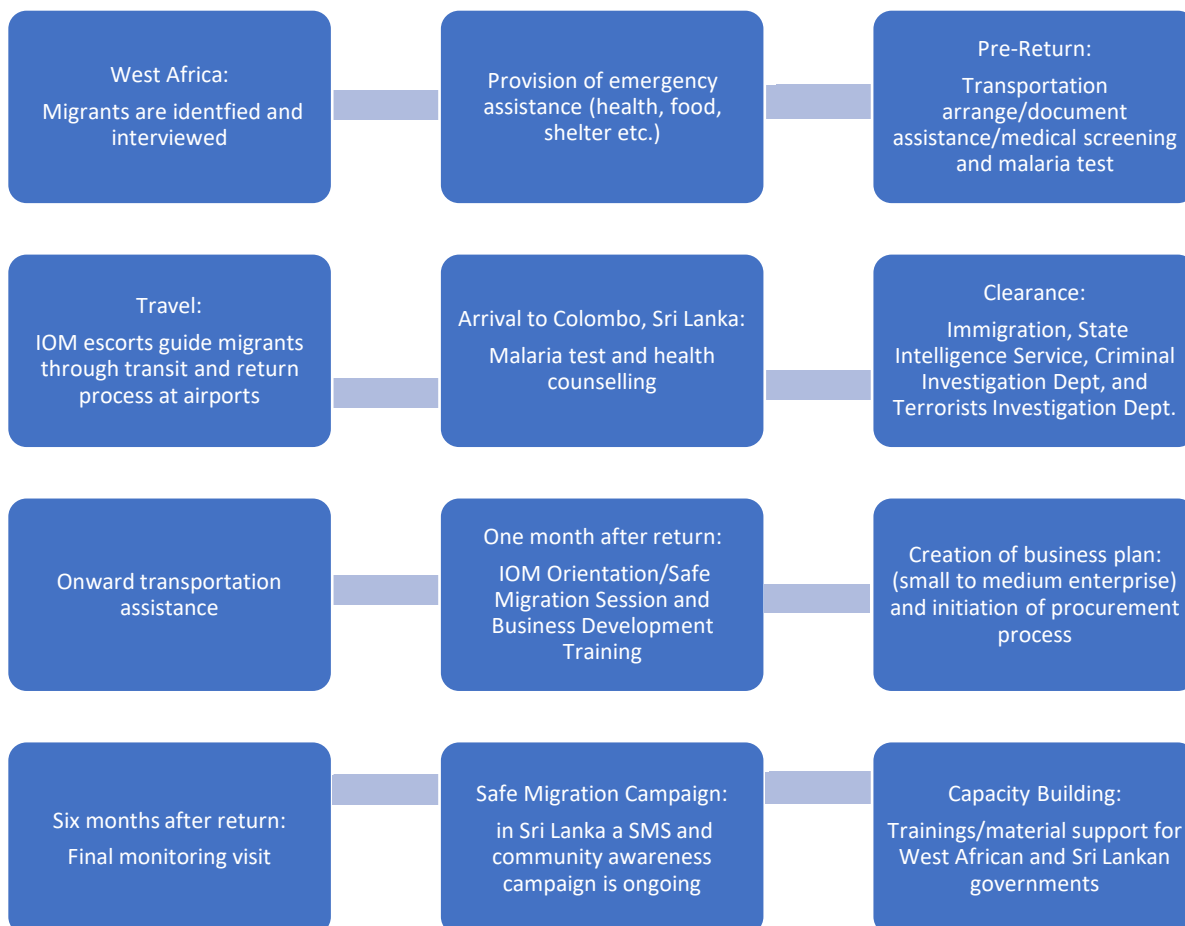 West Africa:
Migrants are identfied and
interviewed
Provision of emergency
assistance (health, food,
shelter etc.)
Pre-Return:
Transportation
arrange/document
assistance/medical screening
and malaria test
Travel:
IOM escorts guide migrants
through transit and return
process at airports
Arrival to Colombo, Sri Lanka:
Malaria test and health
counselling
Clearance:
Immigration, State
Intelligence Service, Criminal
Investigation Dept, and
Terrorists Investigation Dept.
Onward transportation
assistance
One month after return:
IOM Orientation/Safe
Migration Session and
Business Development
Training
Creation of business plan:
(small to medium enterprise)
and initiation of procurement
process
Six months after return:
Final monitoring visit
Safe Migration Campaign:
in Sri Lanka a SMS and
community awareness
campaign is ongoing
Capacity Building:
Trainings/material support for
West African and Sri Lankan
governments